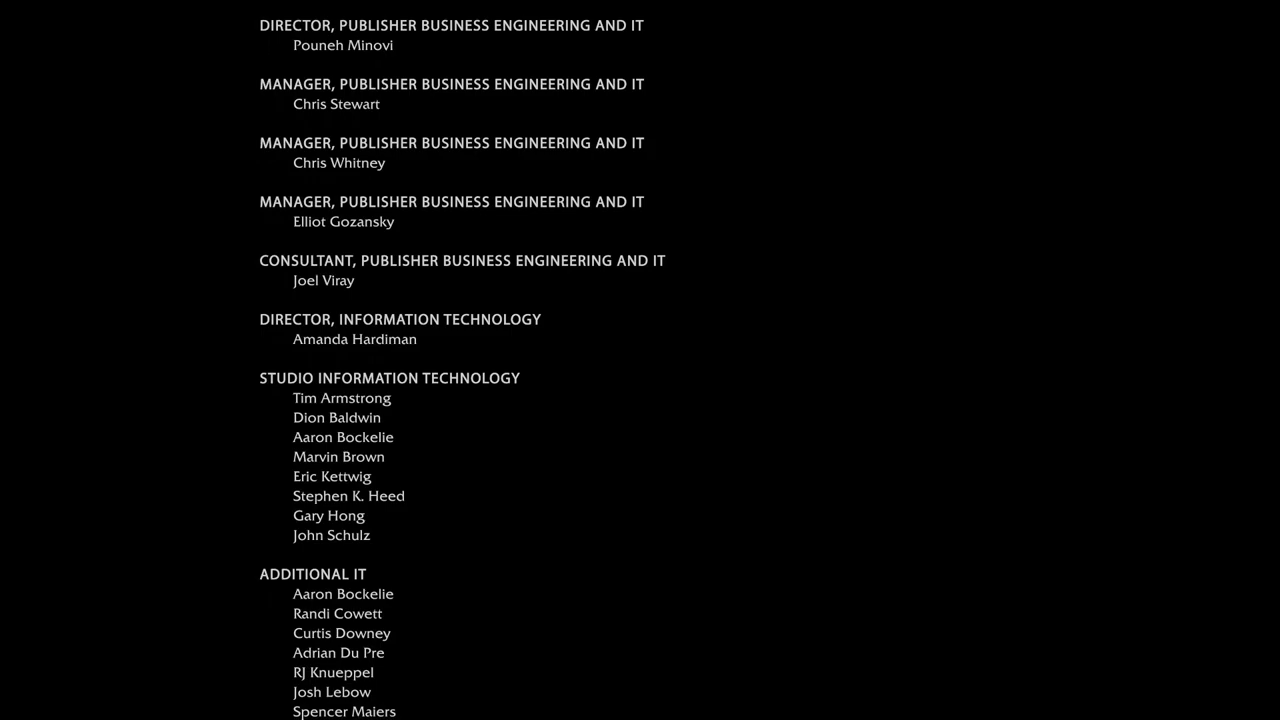 DIRECTOR, PUBLISHER BUSINESS ENGINEERING AND IT
Pouneh Minovi
MANAGER, PUBLISHER BUSINESS ENGINEERING AND IT
Chris Stewart
MANAGER, PUBLISHER BUSINESS ENGINEERING AND IT
Chris Whitney
MANAGER, PUBLISHER BUSINESS ENGINEERING AND IT
Elliot Gozansky
CONSULTANT, PUBLISHER BUSINESS ENGINEERING AND IT
Joel Viray
DIRECTOR, INFORMATION TECHNOLOGY
Amanda Hardiman
STUDIO INFORMATION TECHNOLOGY
Tim Armstrong
Dion Baldwin
Aaron Bockelie
Marvin Brown
Eric Kettwig
Stephen K. Heed
Gary Hong
John Schulz
ADDITIONAL IT
Aaron Bockelie
Randi Cowett
Curtis Downey
Adrian Du Pre
RJ Knueppel
Josh Lebow
Spencer Maiers